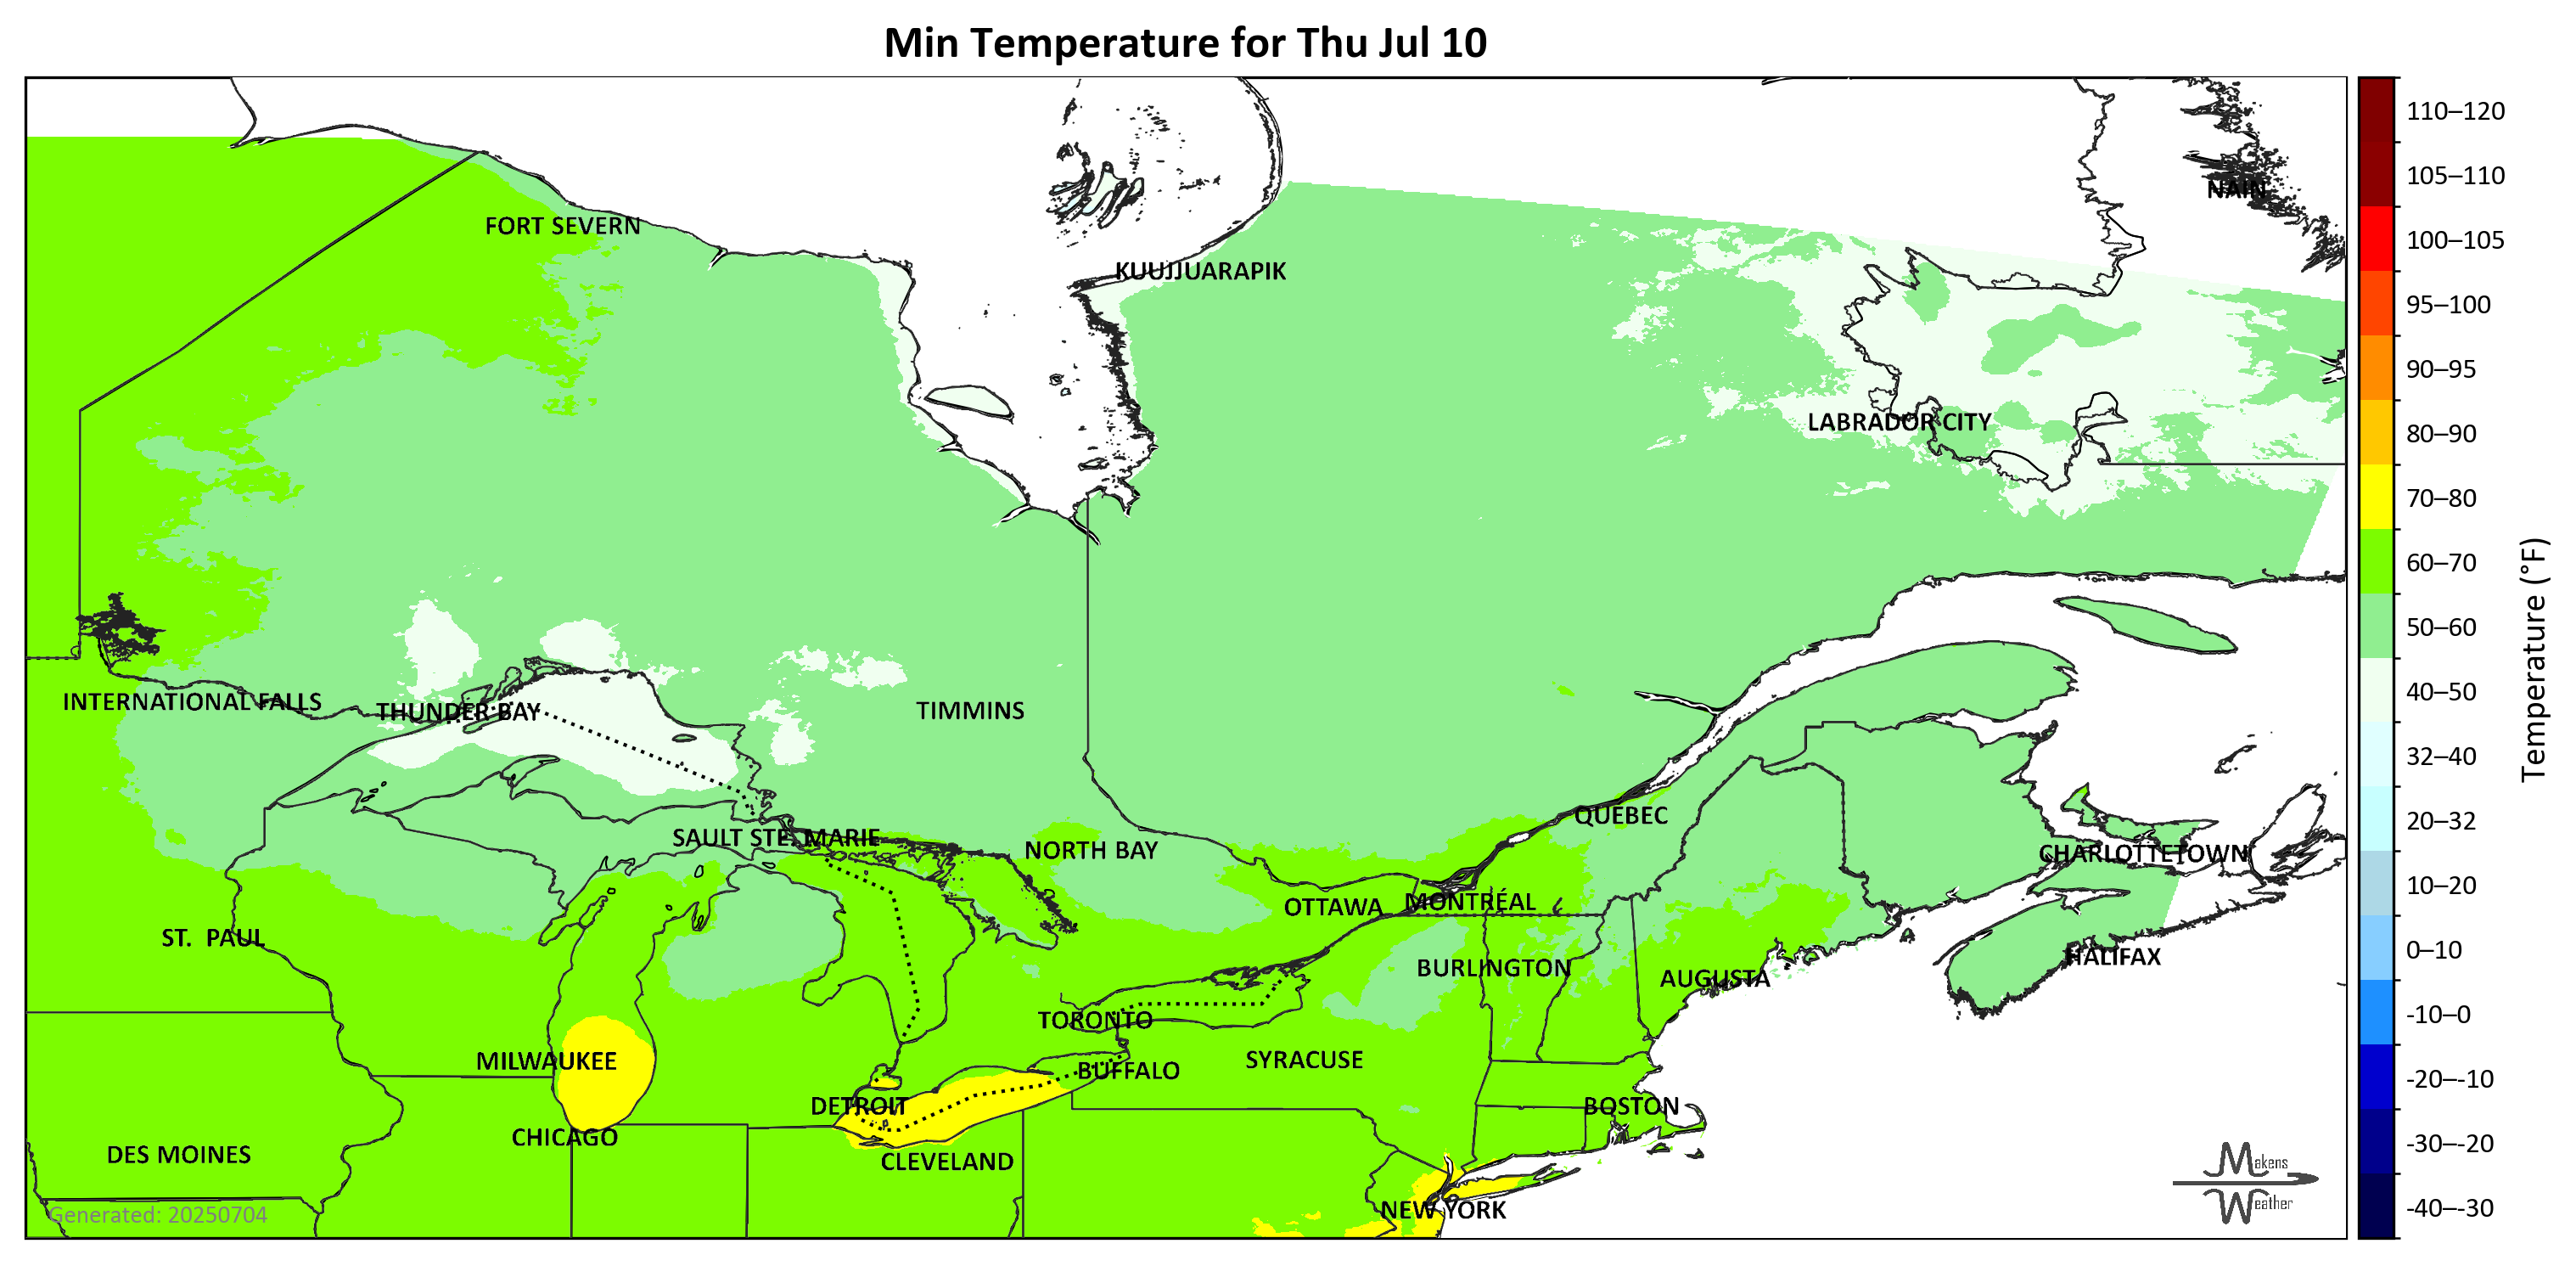 Min Temperature for Thu Jul 10
NAIN
FORT SEVERN
KUUJJUARAPIK
LABRADOR CITY
INTERNATIONAL FALLS
THUNDER BAY
TIMMINS
QUEBEC
SAULT STE. MARIE
NORTH BAY
CHARLOTTETOWN
OTTAWA
MONTRÉAL
ST. PAUL
HALIFAX
BURLINGTON
AUGUSTA
TORONTO
MILWAUKEE
SYRACUSE
BUFFALO
DETROIT
BOSTON
CHICAGO
DES MOINES
CLEVELAND
NEW YORK
Generated: 20250704
Makens
Weather
110–120
105–110
100–105
95–100
90–95
80–90
70–80
60–70
50–60
40–50
32–40
20–32
10–20
0–10
-10–0
-20–-10
-30–-20
-40–-30
Temperature (°F)